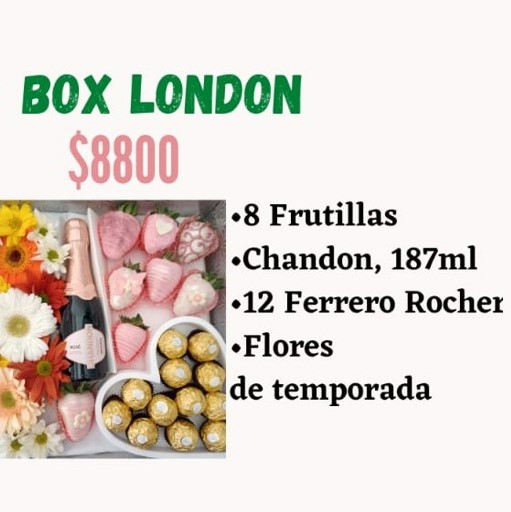 BOX LONDON
$8800
•8 Frutillas
•Chandon, 187ml
•12 Ferrero Rocher
•Flores
de temporada